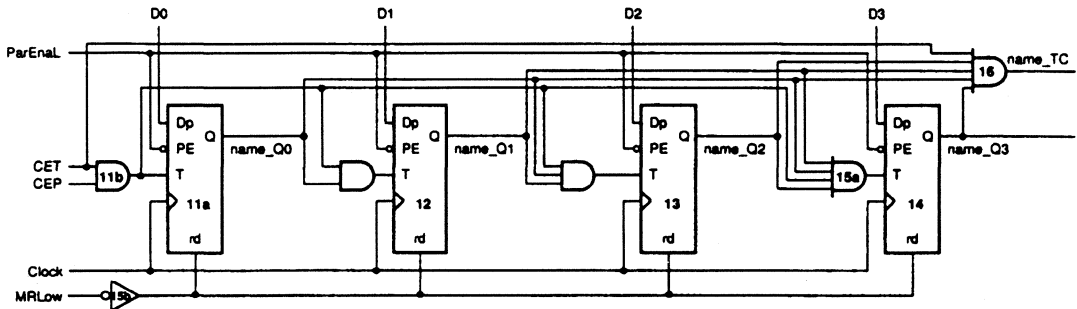 D0 D1 D2 D3
ParEnaL
16
name_TC
Dp Q Dp Q Dp Q Dp Q
PE name_Q0 PE name_Q1 PE name_Q2 PE name_Q3
CET
CEP
11b T T T 15a T
11a 12 13 14
rd rd rd rd
Clock
MRLow 15b